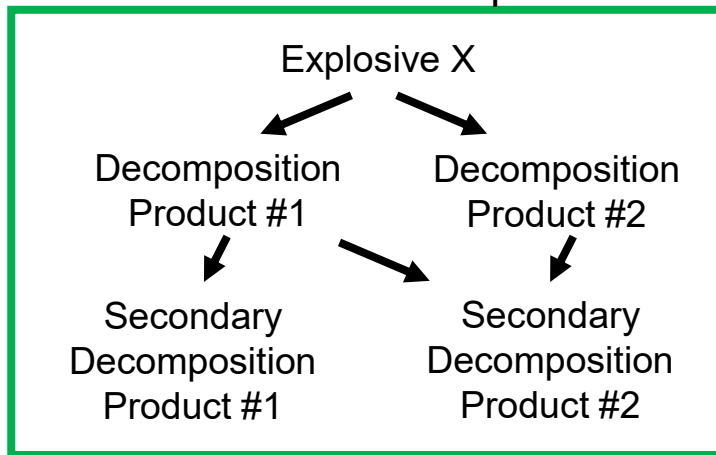 Explosive X
Decomposition
Product #1
Decomposition
Product #2
Secondary
Decomposition
Product #1
Secondary
Decomposition
Product #2